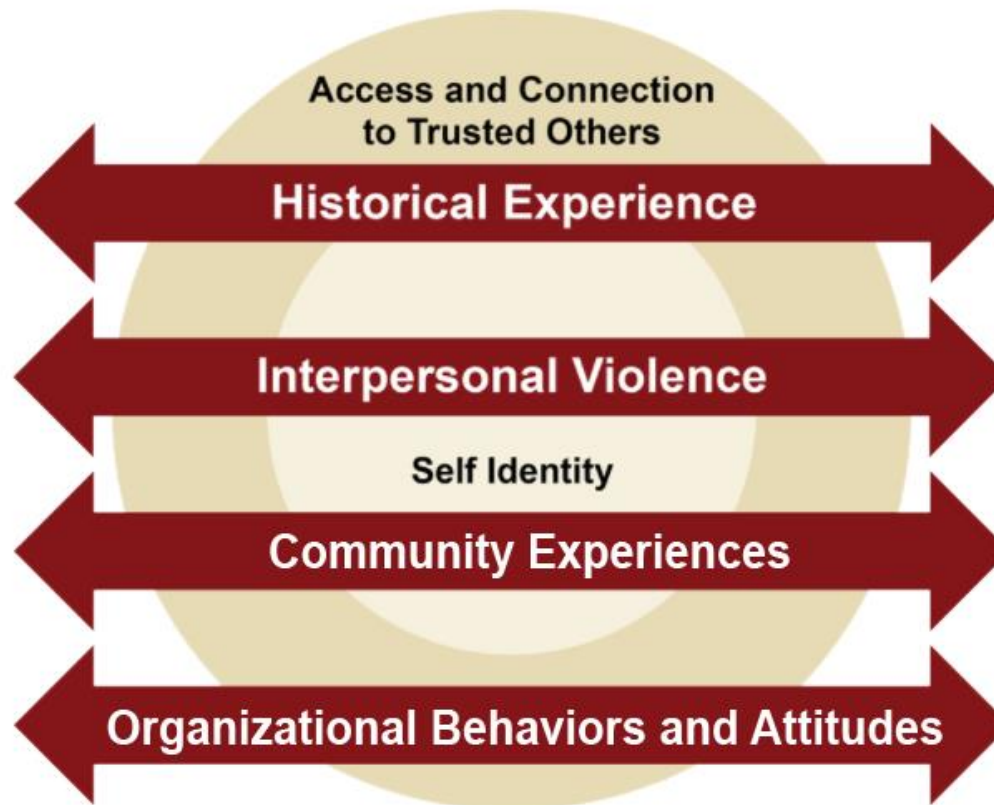 Access and Connection
to Trusted Others
Historical Experience
Interpersonal Violence
Self Identity
Community Experiences
Organizational Behaviors and Attitudes